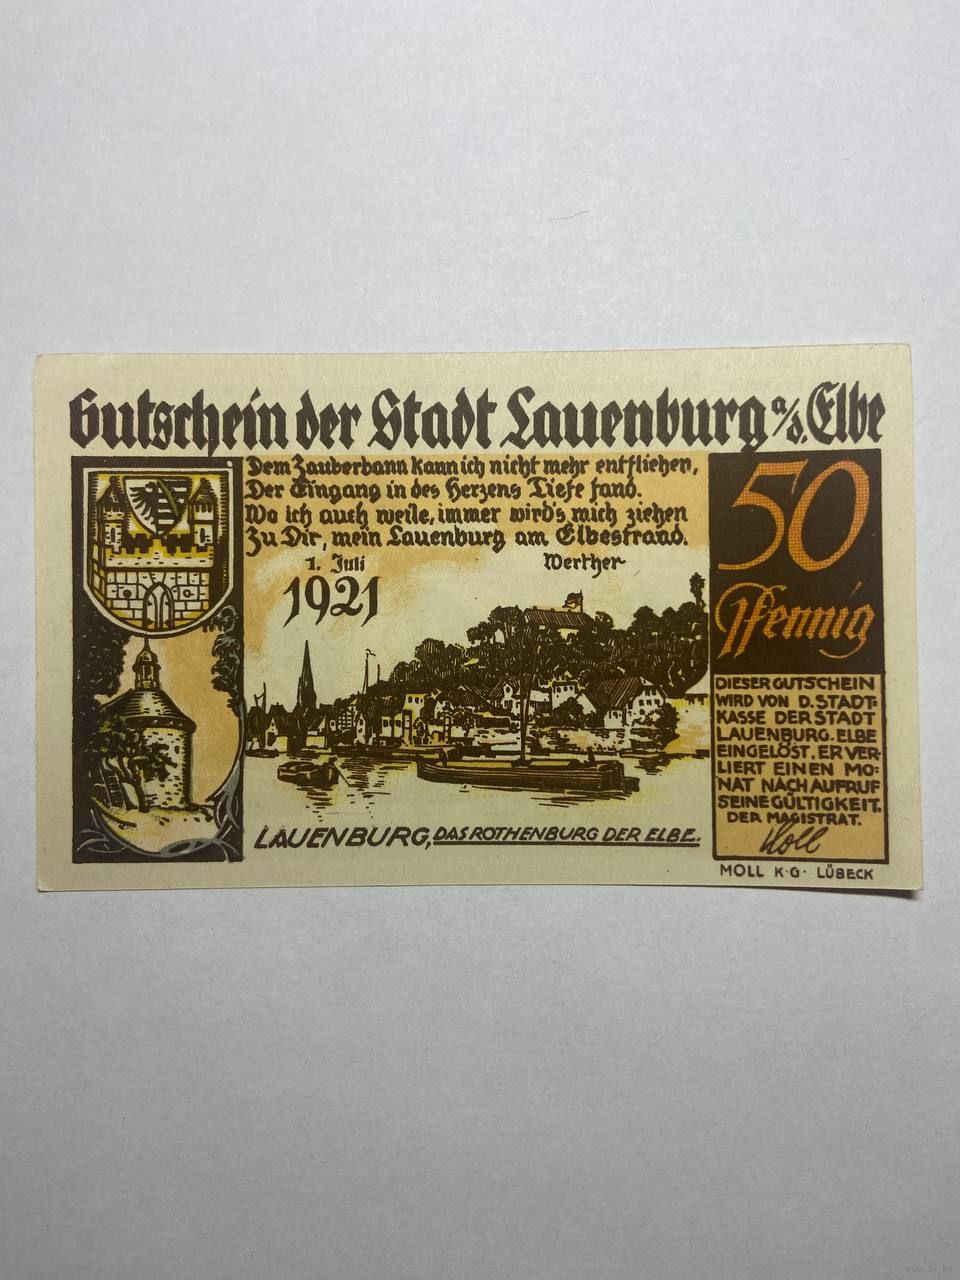 Gutschein der Stadt Lauenburg a/d. Elbe
Dem Zauberbann kann ich nicht mehr entfliehen,
Der Eingang in des Herzens Tiefe fand.
Wo ich auch weile, immer wird's mich ziehen
Zu Dir, mein Lauenburg am Elbestrand.
1. Juli
Werther
1921
50
Pfennig
DIESER GUTSCHEIN
WIRD VON D. STADT-
KASSE DER STADT
LAUENBURG. ELBE
EINGELÖST, ER VER-
LIERT EINEN MO-
NAT NACH AUFRUF
SEINE GÜLTIGKEIT.
DER MAGISTRAT.
LAUENBURG, DAS ROTHENBURG DER ELBE.
MOLL K.G. LÜBECK